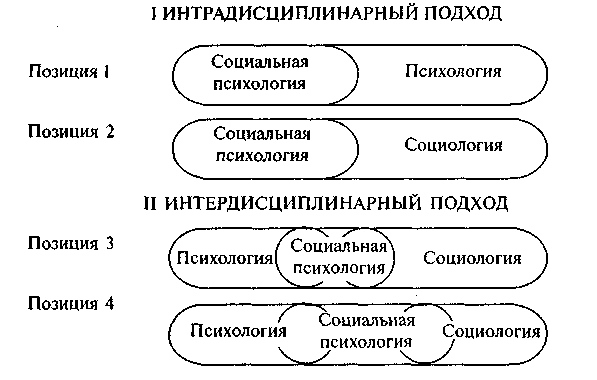 I ИНТРАДИСЦИПЛИНАРНЫЙ ПОДХОД
Позиция 1
Социальная
психология
Психология
Позиция 2
Социальная
психология
Социология
II ИНТЕРДИСЦИПЛИНАРНЫЙ ПОДХОД
Позиция 3
Психология
Социальная
психология
Социология
Позиция 4
Психология
Социальная
психология
Социология